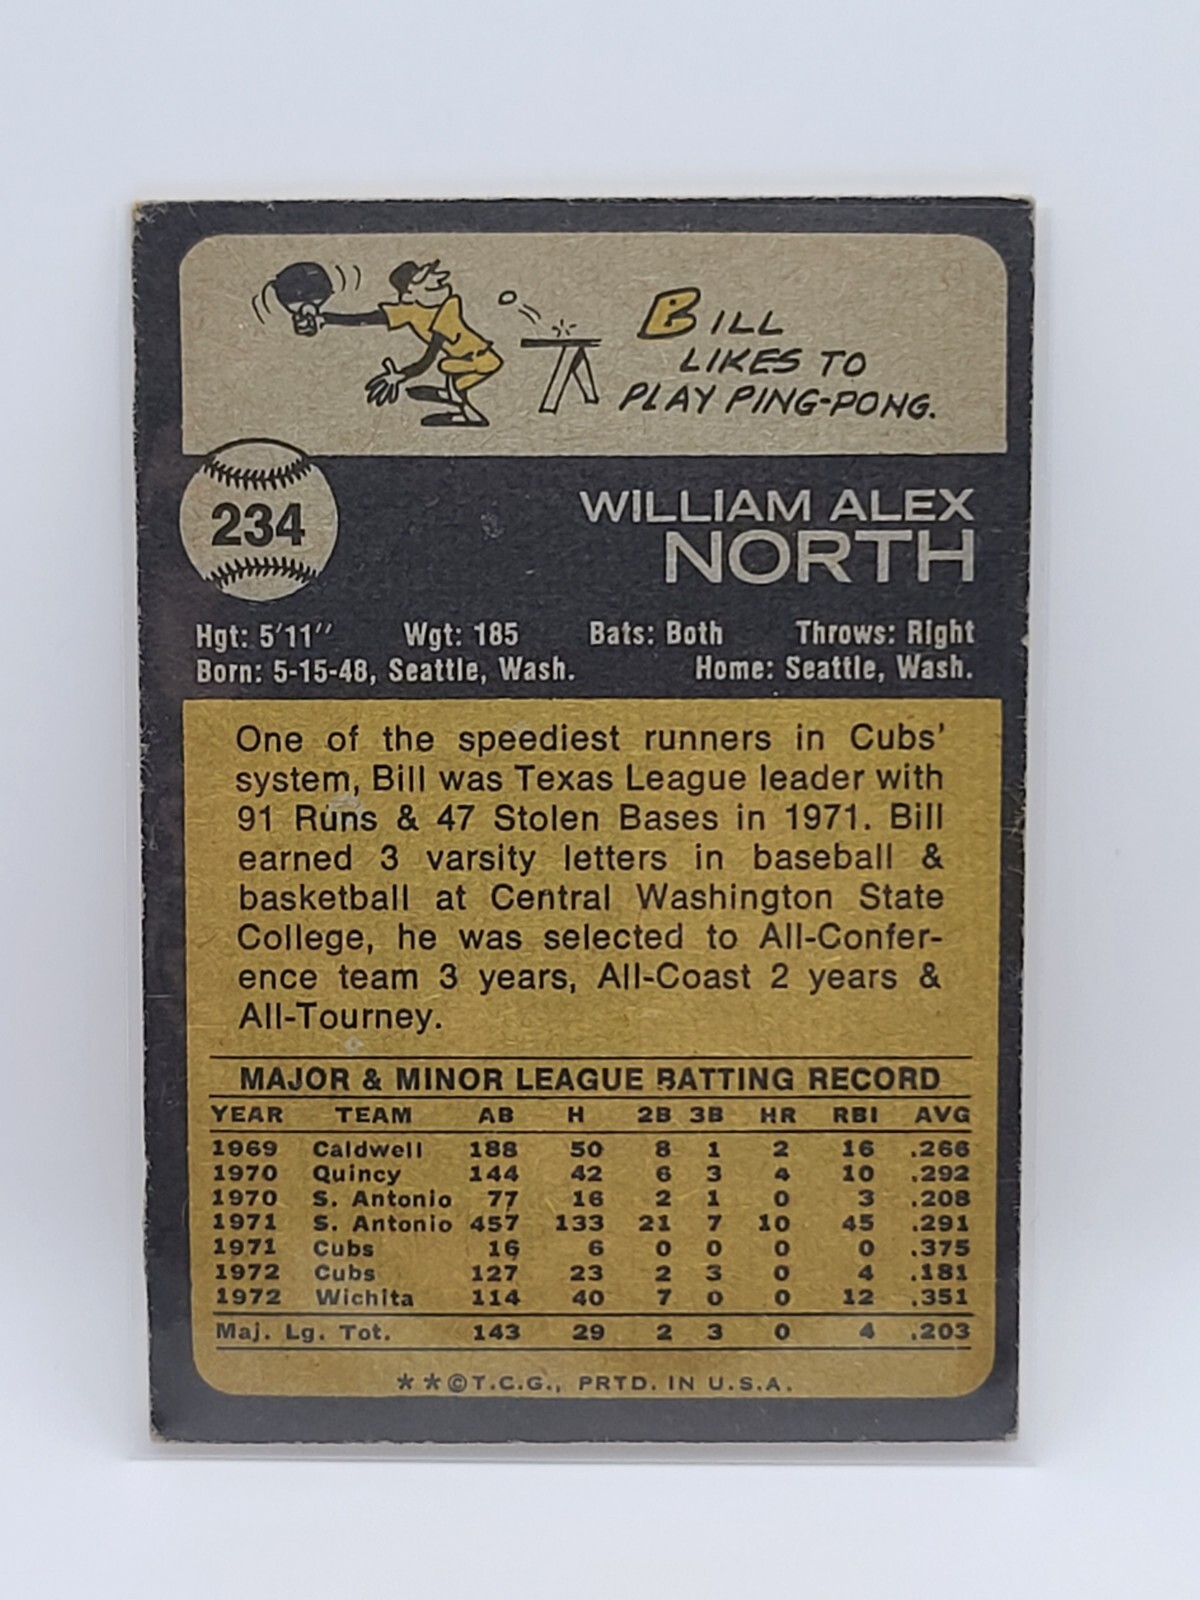 BILL
LIKES TO
PLAY PING-PONG.
234
WILLIAM ALEX
NORTH
Hgt: 5'11" Wgt: 185 Bats: Both Throws: Right
Born: 5-15-48, Seattle, Wash. Home: Seattle, Wash.
One of the speediest runners in Cubs'
system, Bill was Texas League leader with
91 Runs & 47 Stolen Bases in 1971. Bill
earned 3 varsity letters in baseball &
basketball at Central Washington State
College, he was selected to All-Confer-
ence team 3 years, All-Coast 2 years &
All-Tourney.
MAJOR & MINOR LEAGUE BATTING RECORD
YEAR TEAM AB H 2B 3B HR RBI AVG
1969 Caldwell 188 50 8 1 2 16 .266
1970 Quincy 144 42 6 3 4 10 .292
1970 S. Antonio 77 16 2 1 0 3 .208
1971 S. Antonio 457 133 21 7 10 45 .291
1971 Cubs 16 6 0 0 0 0 .375
1972 Cubs 127 23 2 3 0 4 .181
1972 Wichita 114 40 7 0 0 12 .351
Maj. Lg. Tot. 143 29 2 3 0 4 .203
**©T.C.G., PRTD. IN U.S.A.